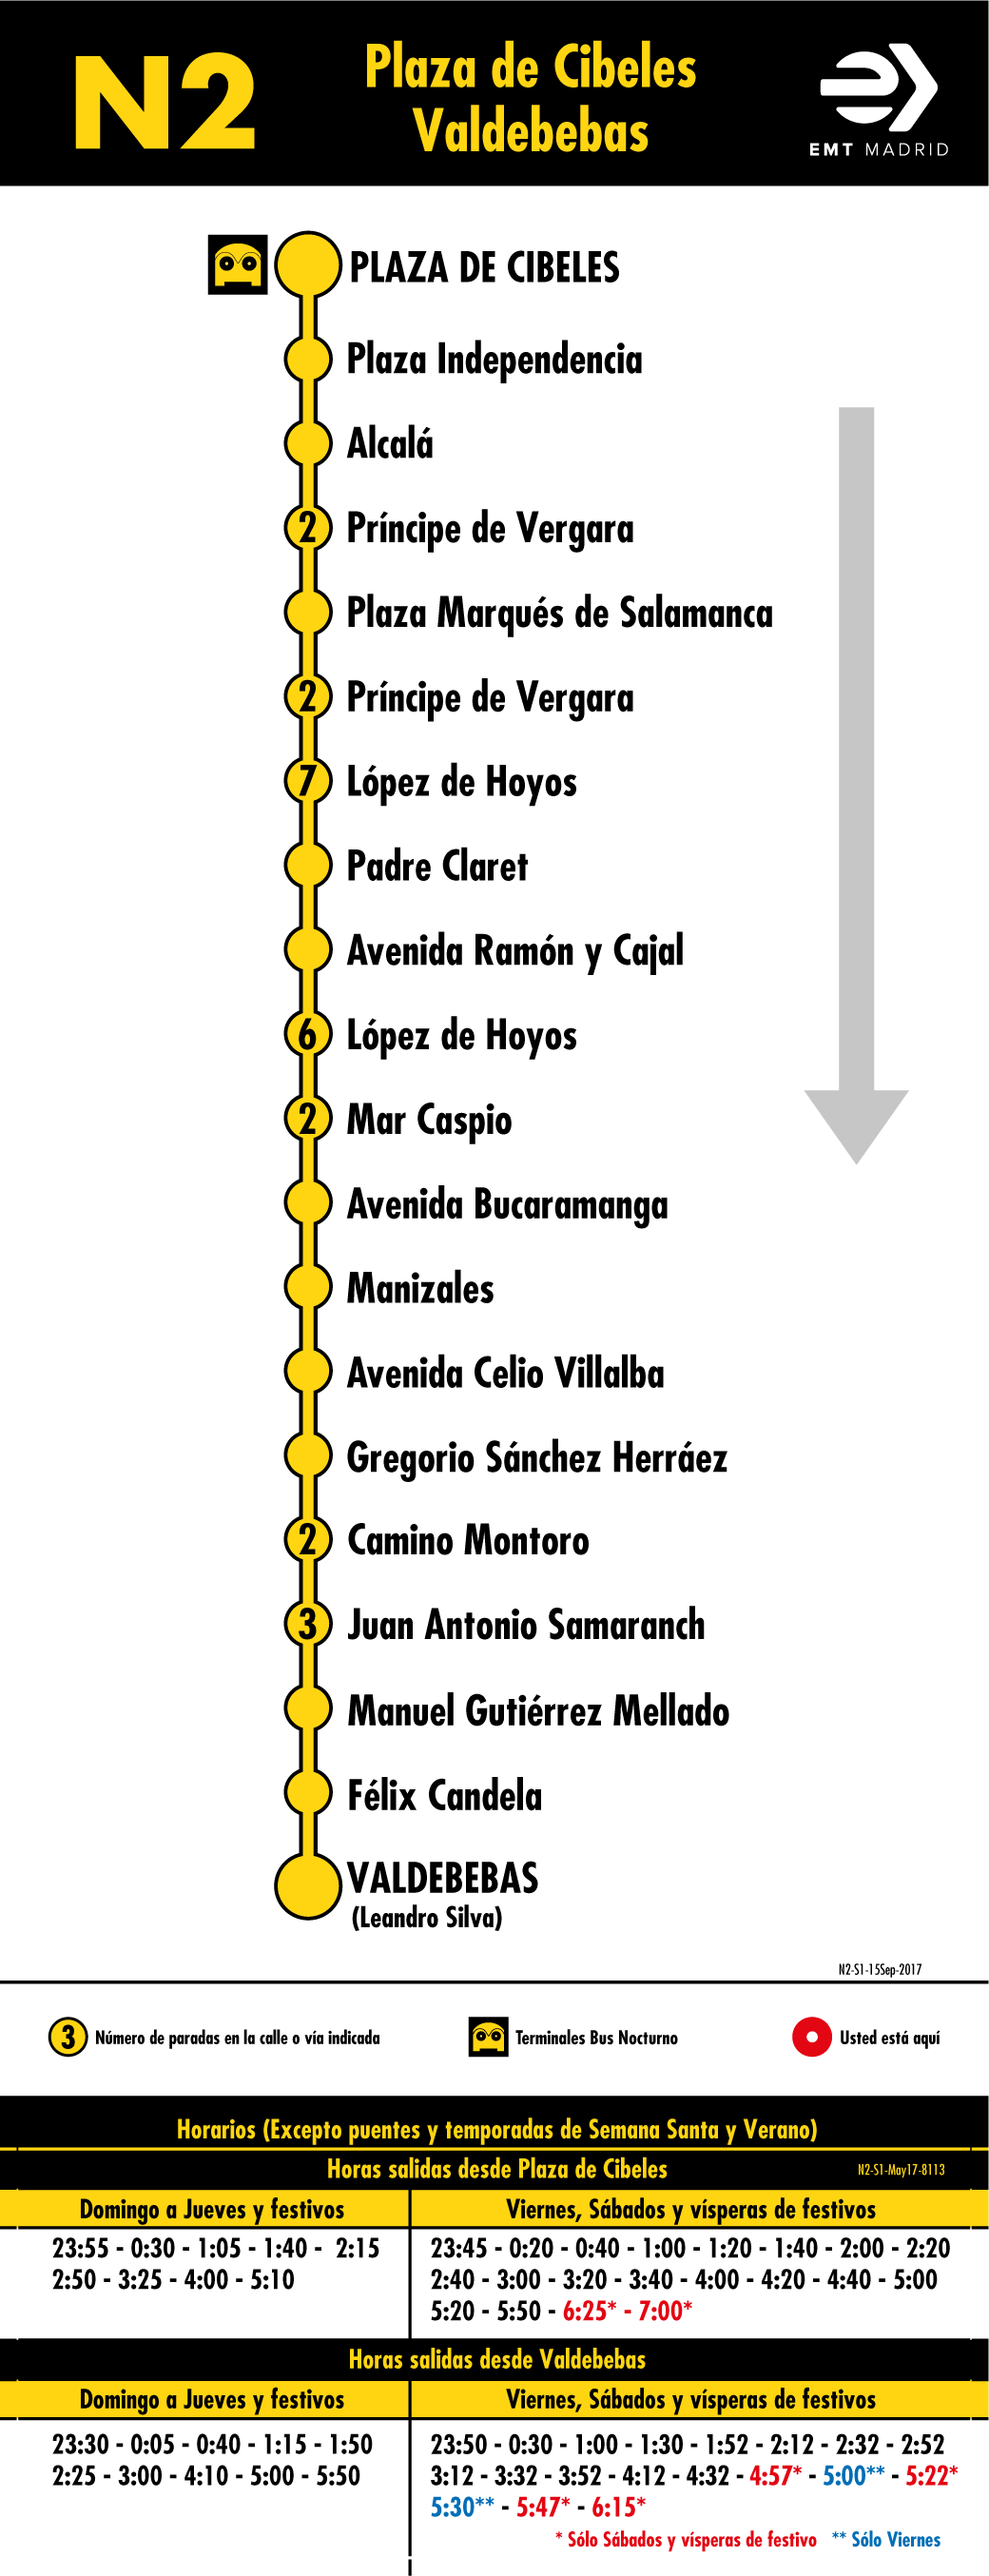 N2
Plaza de Cibeles
Valdebebas
EMT MADRID
PLAZA DE CIBELES
Plaza Independencia
Alcalá
2 Príncipe de Vergara
Plaza Marqués de Salamanca
2 Príncipe de Vergara
7 López de Hoyos
Padre Claret
Avenida Ramón y Cajal
6 López de Hoyos
2 Mar Caspio
Avenida Bucaramanga
Manizales
Avenida Celio Villalba
Gregorio Sánchez Herráez
2 Camino Montoro
3 Juan Antonio Samaranch
Manuel Gutiérrez Mellado
Félix Candela
VALDEBEBAS
(Leandro Silva)
N2-S1-15Sep-2017
3 Número de paradas en la calle o vía indicada
Terminales Bus Nocturno
Usted está aquí
Horarios (Excepto puentes y temporadas de Semana Santa y Verano)
Horas salidas desde Plaza de Cibeles
N2-S1-May17-8113
Domingo a Jueves y festivos
23:55 - 0:30 - 1:05 - 1:40 - 2:15
2:50 - 3:25 - 4:00 - 5:10
Viernes, Sábados y vísperas de festivos
23:45 - 0:20 - 0:40 - 1:00 - 1:20 - 1:40 - 2:00 - 2:20
2:40 - 3:00 - 3:20 - 3:40 - 4:00 - 4:20 - 4:40 - 5:00
5:20 - 5:50 - 6:25* - 7:00*
Horas salidas desde Valdebebas
Domingo a Jueves y festivos
23:30 - 0:05 - 0:40 - 1:15 - 1:50
2:25 - 3:00 - 4:10 - 5:00 - 5:50
Viernes, Sábados y vísperas de festivos
23:50 - 0:30 - 1:00 - 1:30 - 1:52 - 2:12 - 2:32 - 2:52
3:12 - 3:32 - 3:52 - 4:12 - 4:32 - 4:57* - 5:00** - 5:22*
5:30** - 5:47* - 6:15*
* Sólo Sábados y vísperas de festivo ** Sólo Viernes